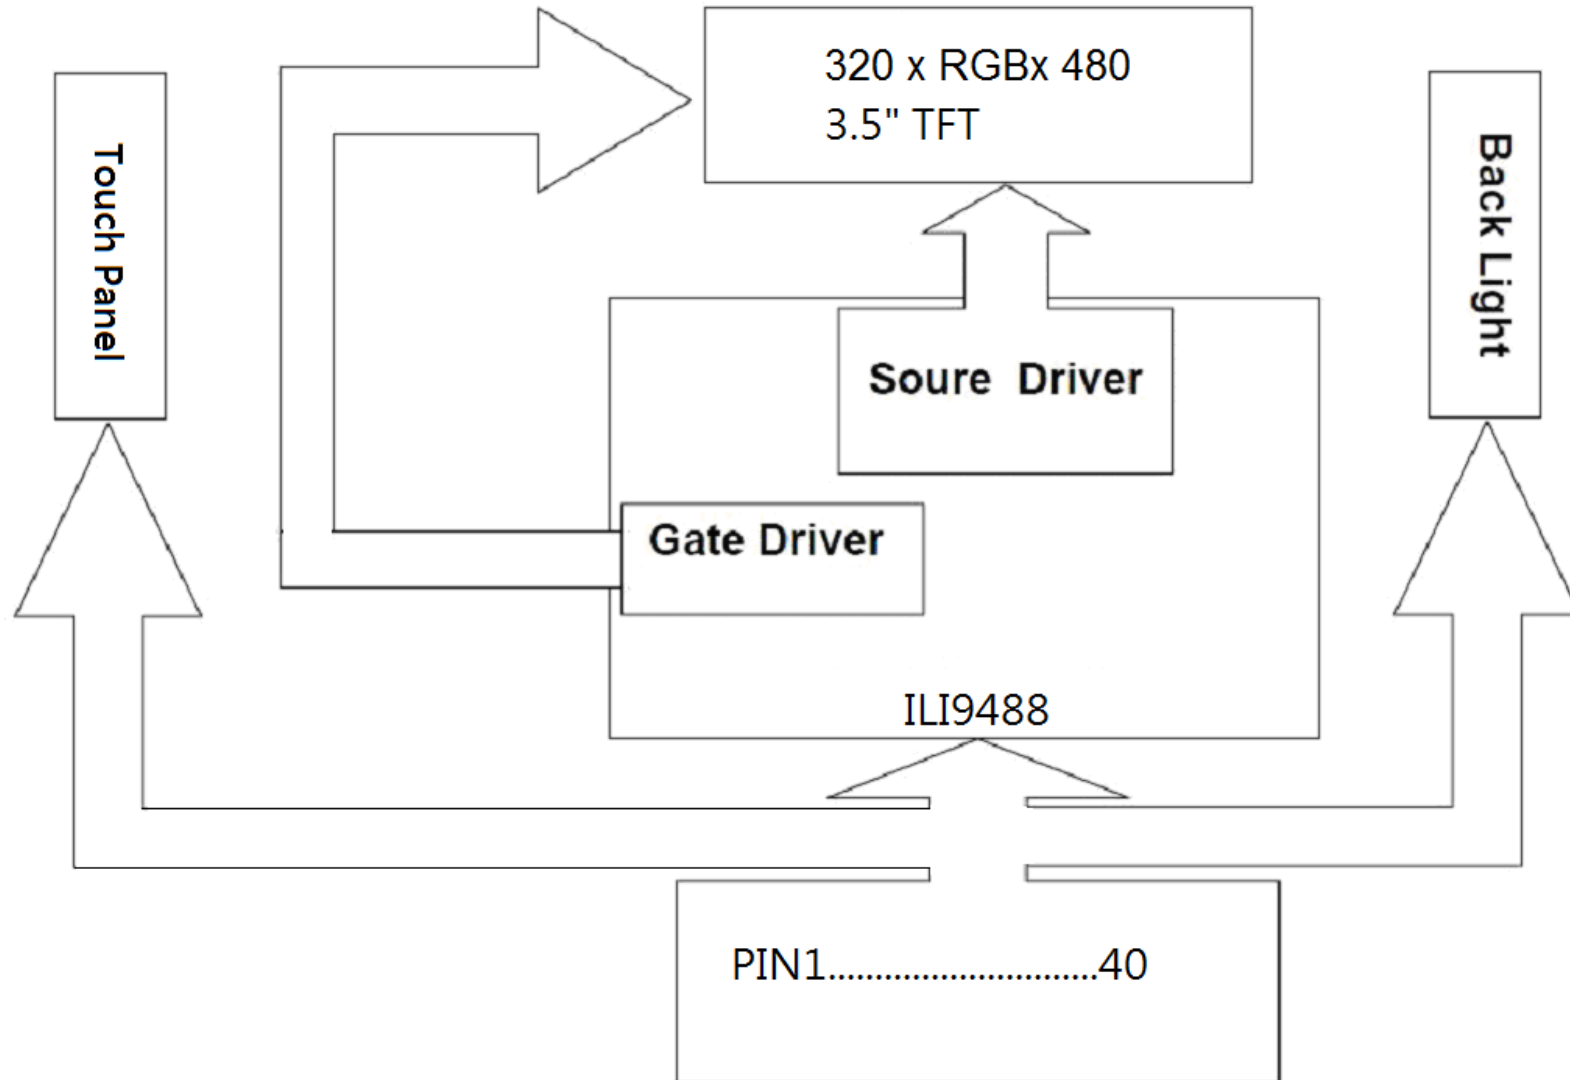 320 x RGBx 480
3.5" TFT
Touch Panel
Back Light
Soure Driver
Gate Driver
ILI9488
PIN1.............................40